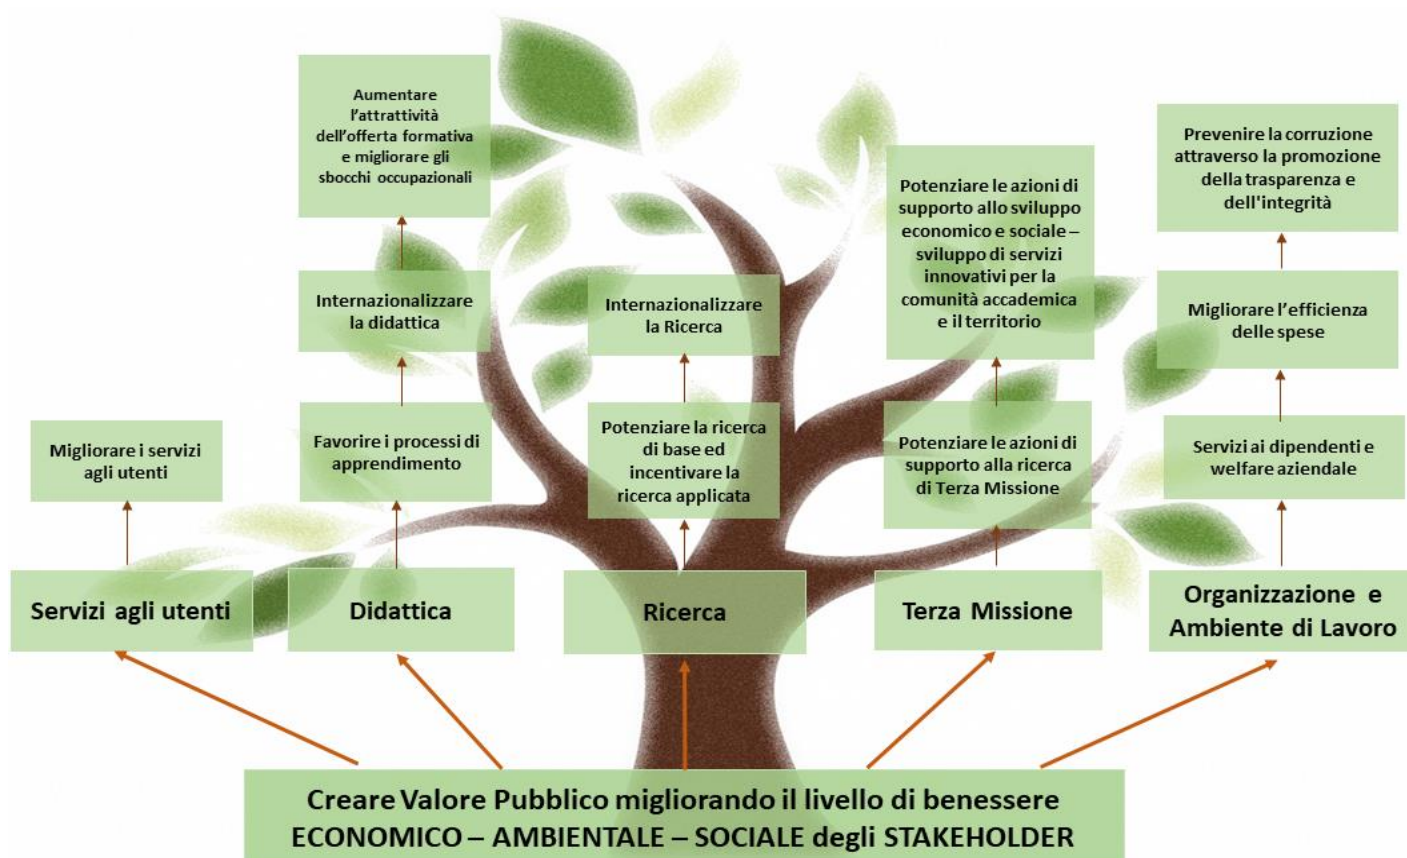 Aumentare
l'attrattività
dell'offerta formativa
e migliorare gli
sbocchi occupazionali
Internazionalizzare
la didattica
Favorire i processi di
apprendimento
Migliorare i servizi
agli utenti
Internazionalizzare
la Ricerca
Potenziare la ricerca
di base ed
incentivare la
ricerca applicata
Potenziare le azioni di
supporto allo sviluppo
economico e sociale –
sviluppo di servizi
innovativi per la
comunità accademica
e il territorio
Potenziare le azioni di
supporto alla ricerca
di Terza Missione
Prevenire la corruzione
attraverso la promozione
della trasparenza e
dell'integrità
Migliorare l'efficienza
delle spese
Servizi ai dipendenti e
welfare aziendale
Servizi agli utenti
Didattica
Ricerca
Terza Missione
Organizzazione e
Ambiente di Lavoro
Creare Valore Pubblico migliorando il livello di benessere
ECONOMICO – AMBIENTALE – SOCIALE degli STAKEHOLDER